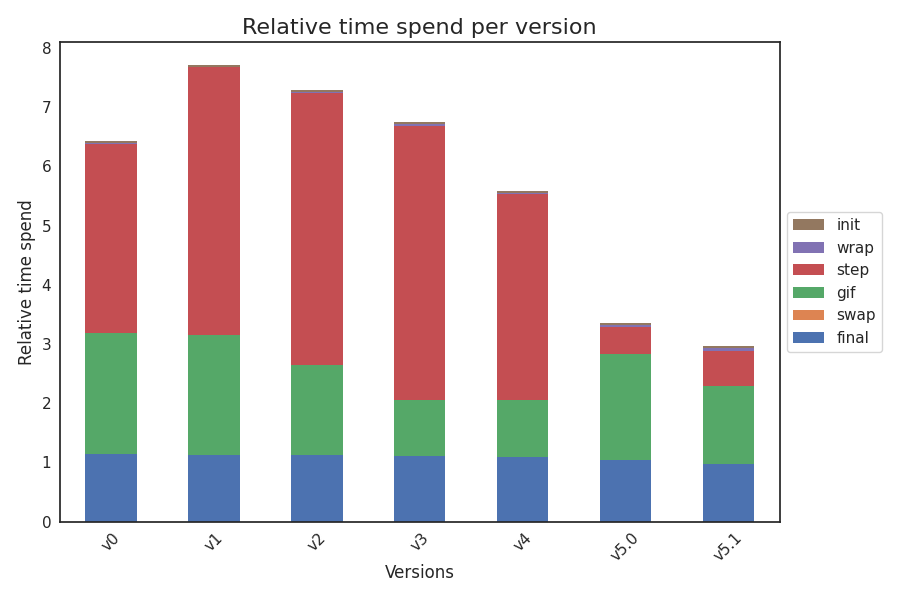 Relative time spend per version
Relative time spend
8
7
6
5
4
3
2
1
0
v0
v1
v2
v3
v4
v5.0
v5.1
Versions
init
wrap
step
gif
swap
final